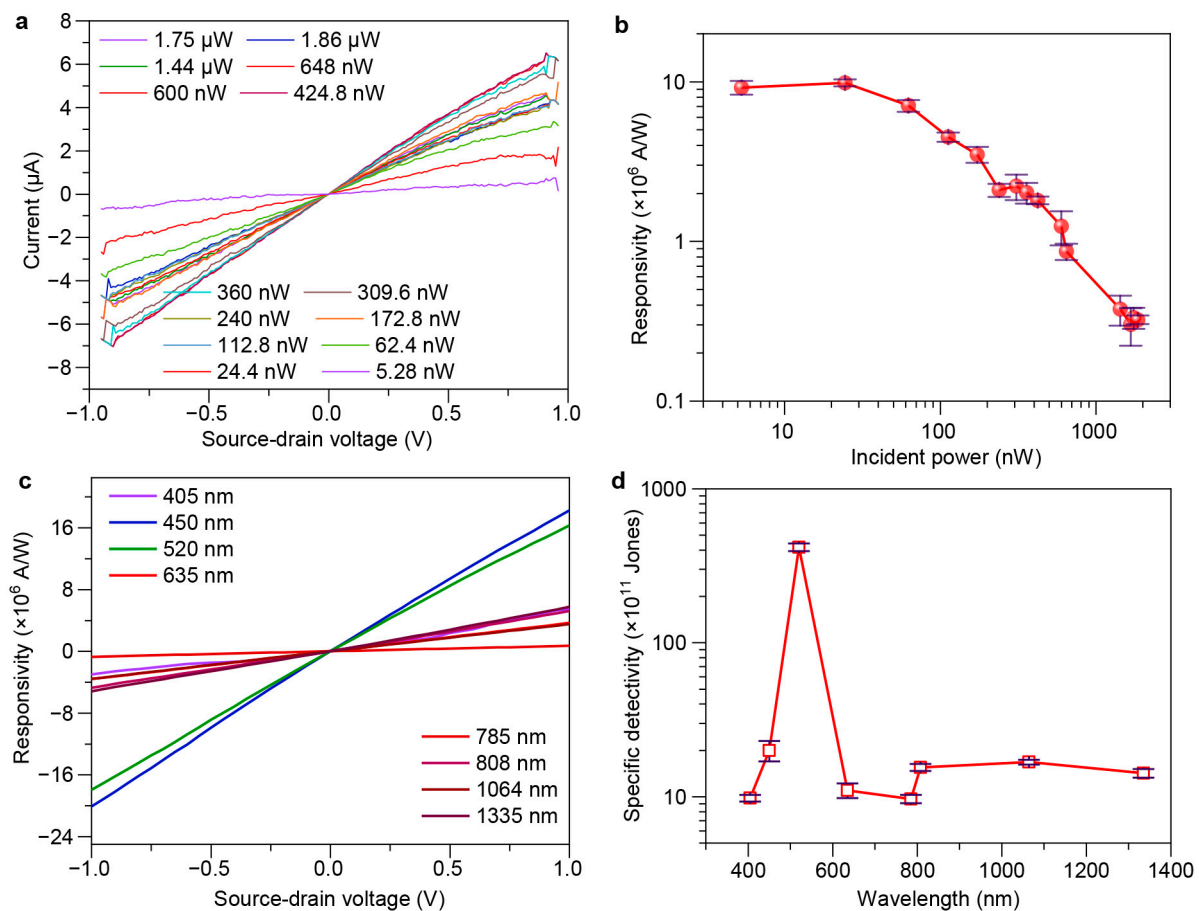 a
8
6
4
2
0
−2
−4
−6
−8
Current (µA)
1.75 µW 1.86 µW
1.44 µW 648 nW
600 nW 424.8 nW
360 nW 309.6 nW
240 nW 172.8 nW
112.8 nW 62.4 nW
24.4 nW 5.28 nW
−1.0 −0.5 0.0 0.5 1.0
Source-drain voltage (V)
b
10
1
0.1
Responsivity (×10⁶ A/W)
10 100 1000
Incident power (nW)
c
16
8
0
−8
−16
−24
Responsivity (×10⁶ A/W)
405 nm
450 nm
520 nm
635 nm
785 nm
808 nm
1064 nm
1335 nm
−1.0 −0.5 0.0 0.5 1.0
Source-drain voltage (V)
d
1000
100
10
Specific detectivity (×10¹¹ Jones)
400 600 800 1000 1200 1400
Wavelength (nm)